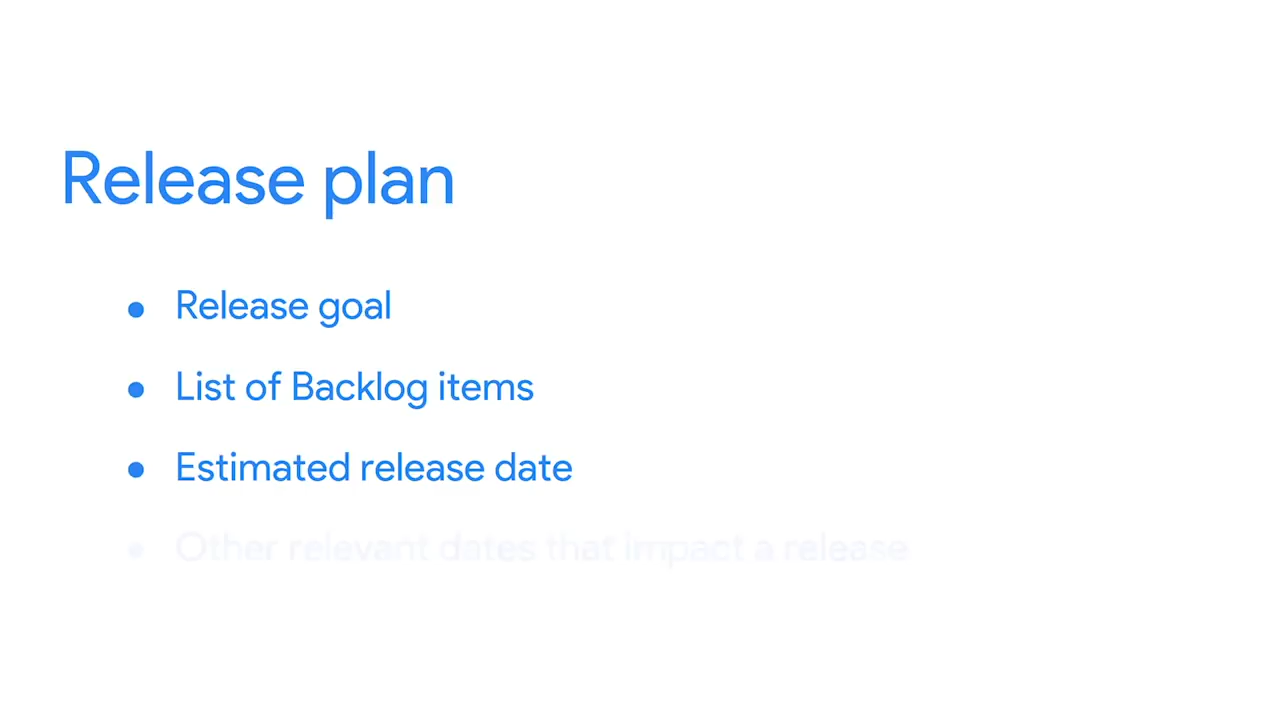 Release plan
● Release goal
● List of Backlog items
● Estimated release date
● Other relevant dates that impact a release